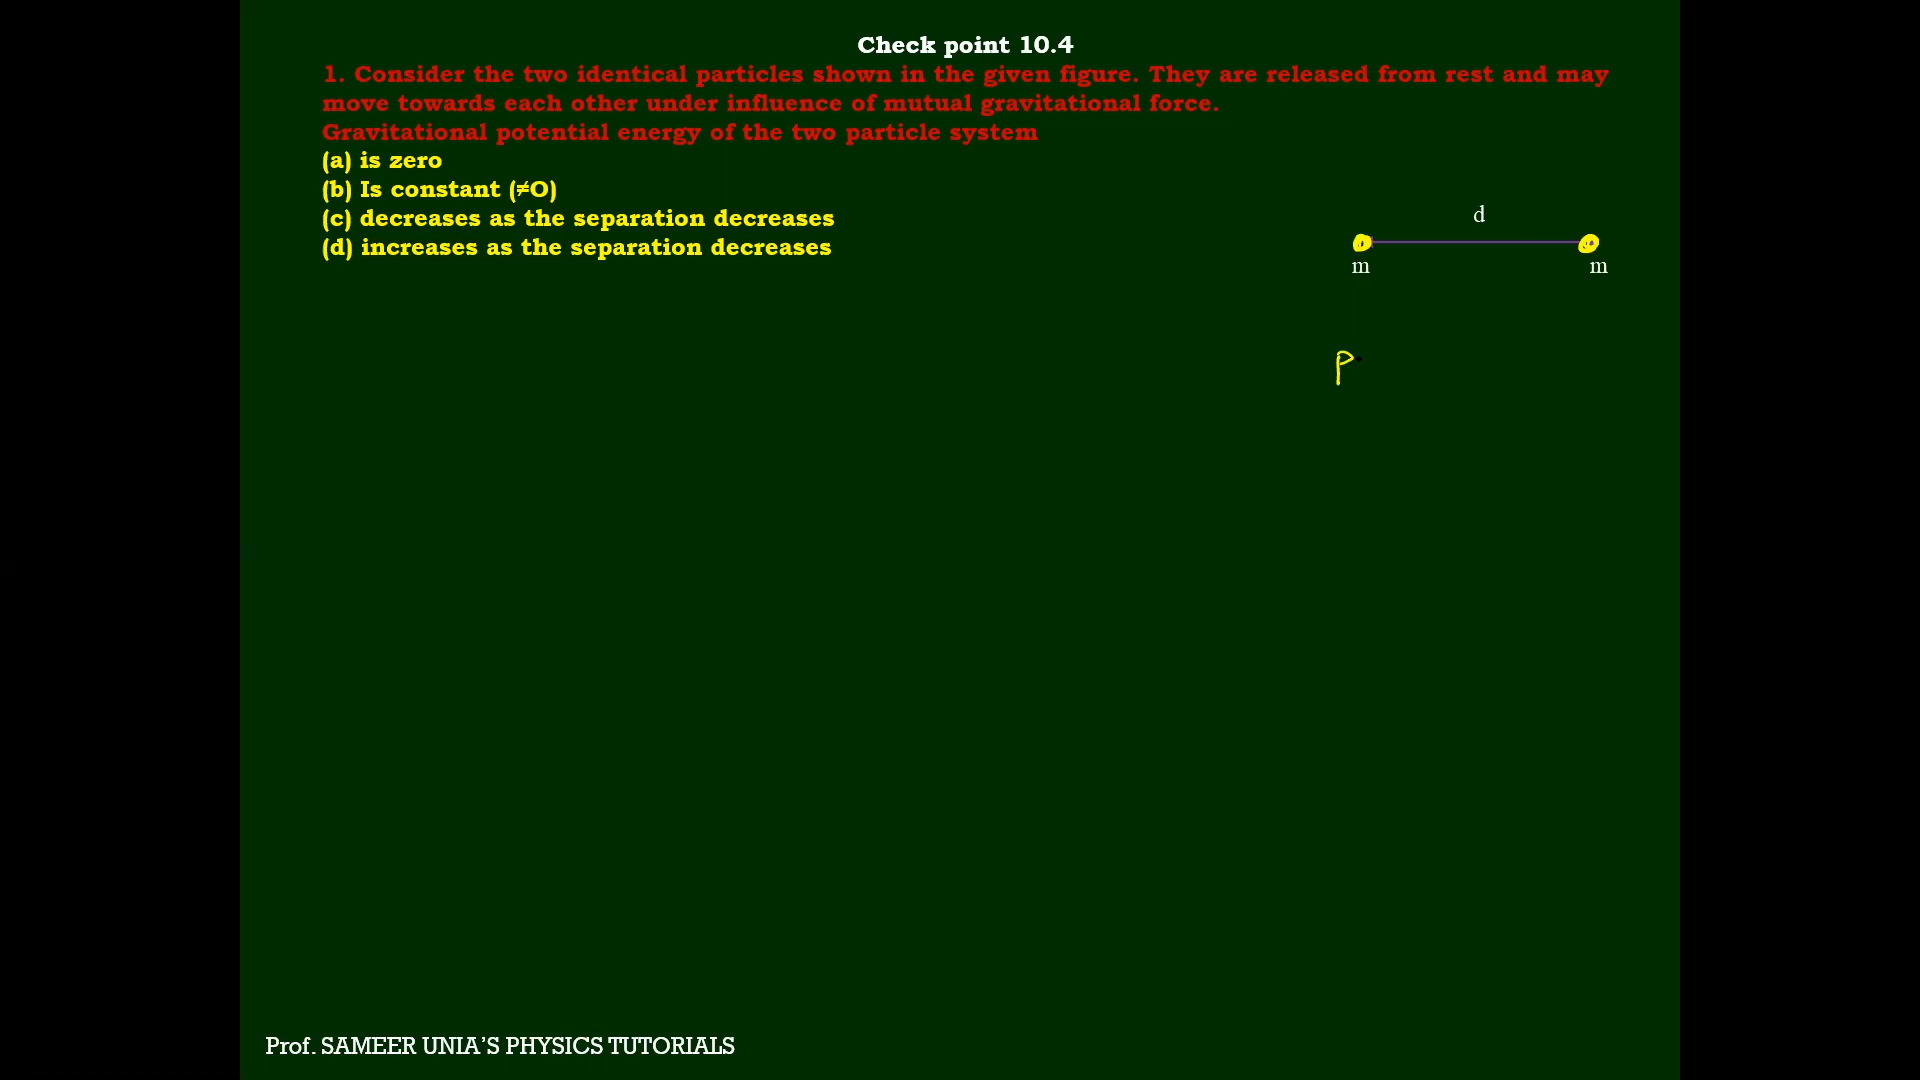 Check point 10.4
1. Consider the two identical particles shown in the given figure. They are released from rest and may
move towards each other under influence of mutual gravitational force.
Gravitational potential energy of the two particle system
(a) is zero
(b) Is constant (≠O)
(c) decreases as the separation decreases
(d) increases as the separation decreases
d
m m
P
Prof. SAMEER UNIA’S PHYSICS TUTORIALS